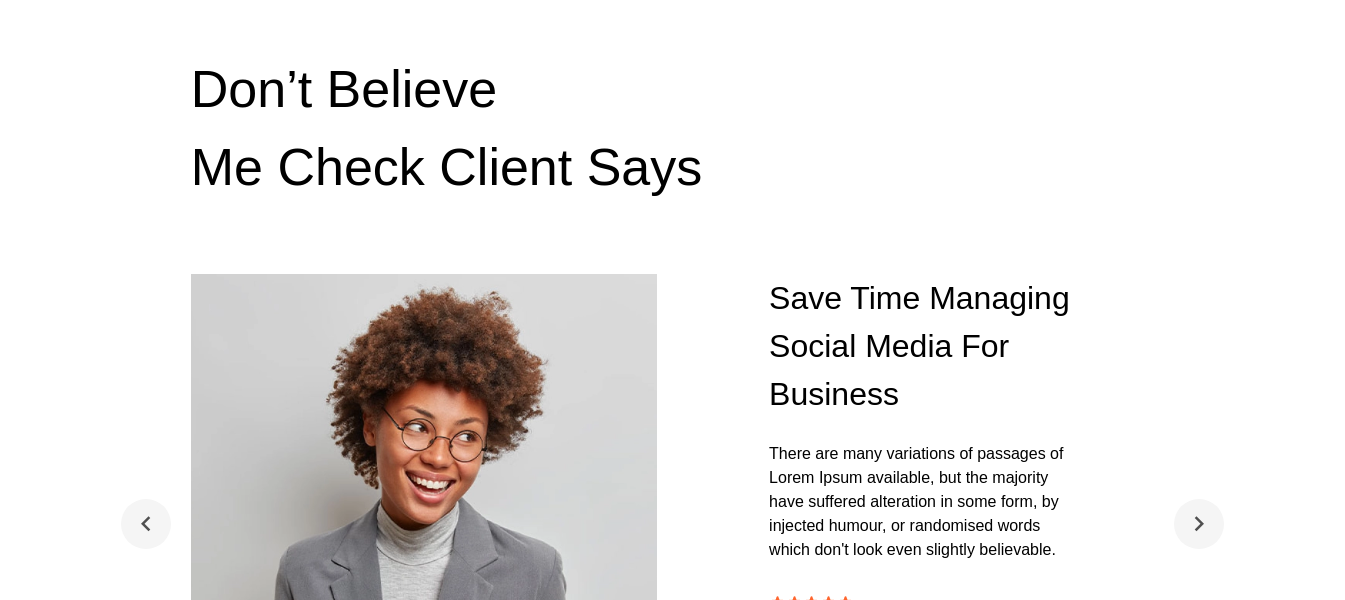 Don’t Believe
Me Check Client Says
Save Time Managing
Social Media For
Business
There are many variations of passages of
Lorem Ipsum available, but the majority
have suffered alteration in some form, by
injected humour, or randomised words
which don't look even slightly believable.